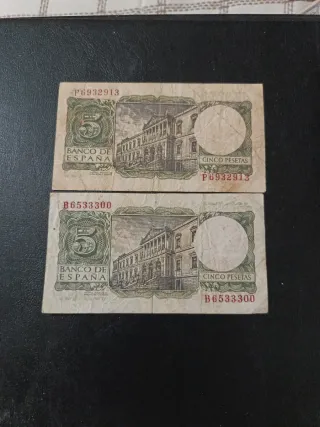 P6932913
5
BANCO DE
ESPAÑA
CINCO PESETAS
P6932913
B6533300
5
BANCO DE
ESPAÑA
CINCO PESETAS
B6533300